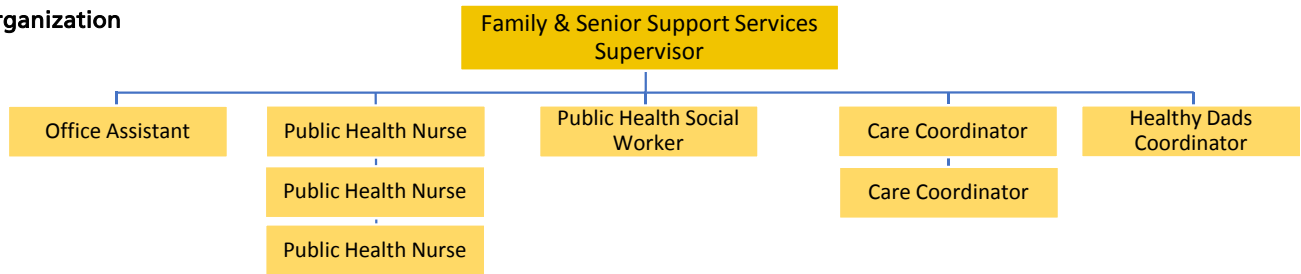 rganization
Family & Senior Support Services
Supervisor
Office Assistant
Public Health Nurse
Public Health Social
Worker
Care Coordinator
Healthy Dads
Coordinator
Public Health Nurse
Care Coordinator
Public Health Nurse